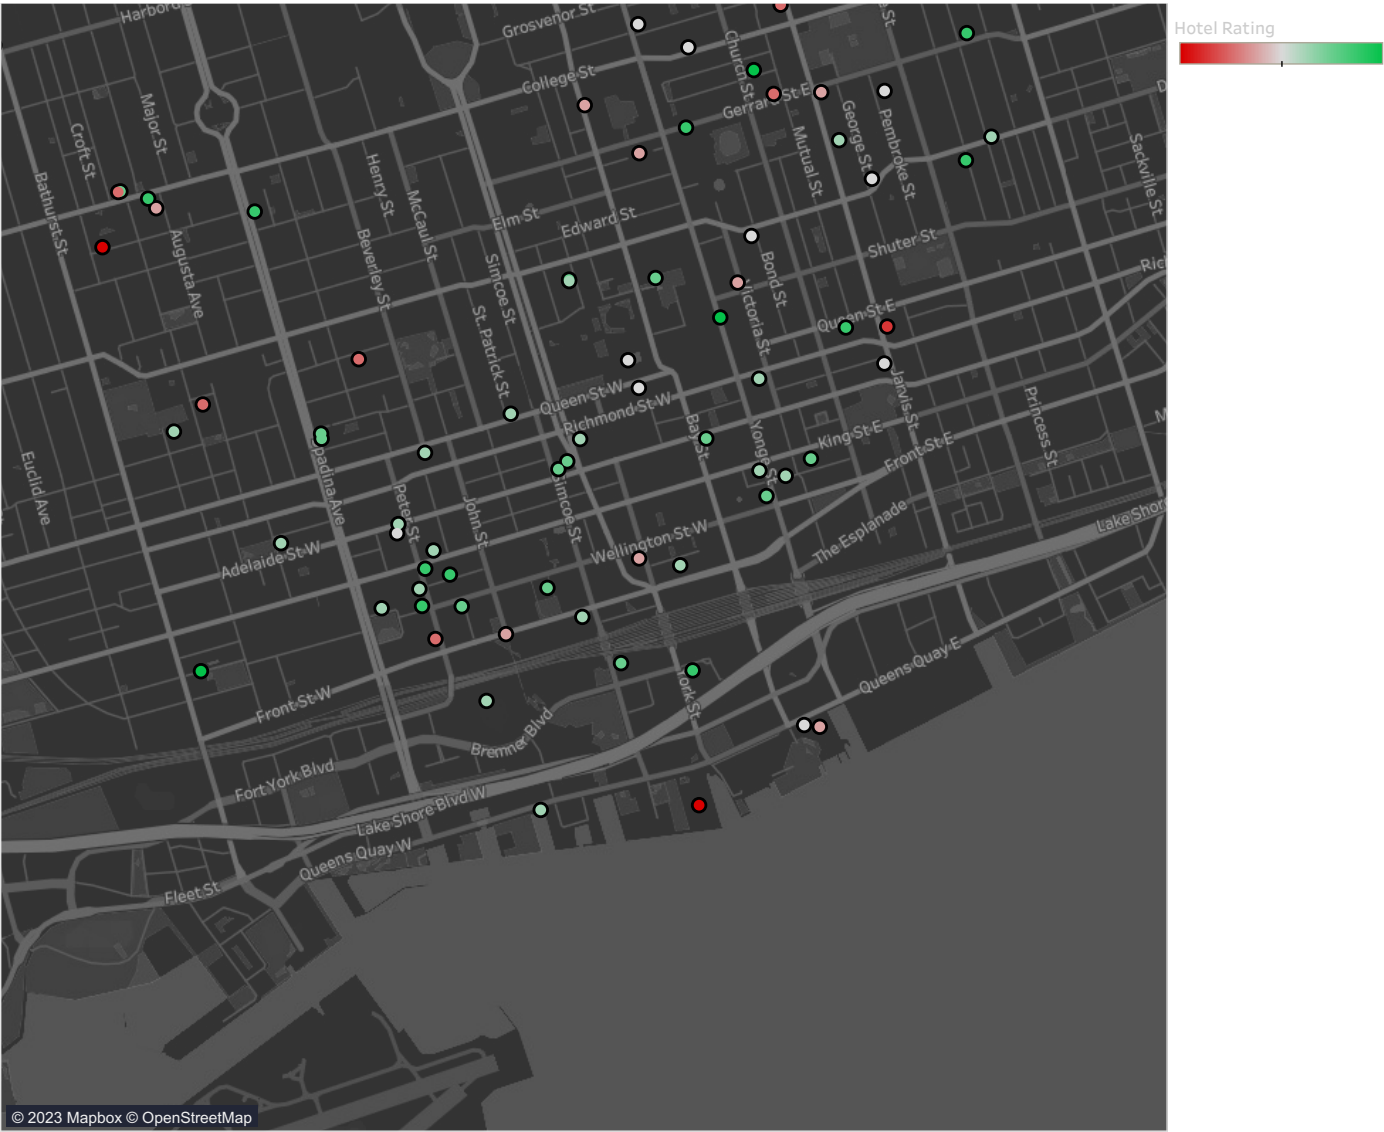 Hotel Rating
Harbord
Grosvenor St
College St
Church St
Gerrard St E
Major St
Croft St
Bathurst St
Augusta Ave
Henry St
McCaul St
Beverley St
Elm St
Edward St
Simcoe St
St. Patrick St
Mutual St
George St
Pembroke St
Sackville St
Shuter St
Bond St
Victoria St
Queen St E
Jarvis St
Princess St
Queen St W
Richmond St W
Bay St
Yonge St
King St E
Front St E
The Esplanade
Euclid Ave
Spadina Ave
Peter St
John St
Simcoe St
Adelaide St W
Wellington St W
Lake Shor
Queens Quay E
York St
Front St W
Bremner Blvd
Fort York Blvd
Lake Shore Blvd W
Queens Quay W
Fleet St
© 2023 Mapbox © OpenStreetMap